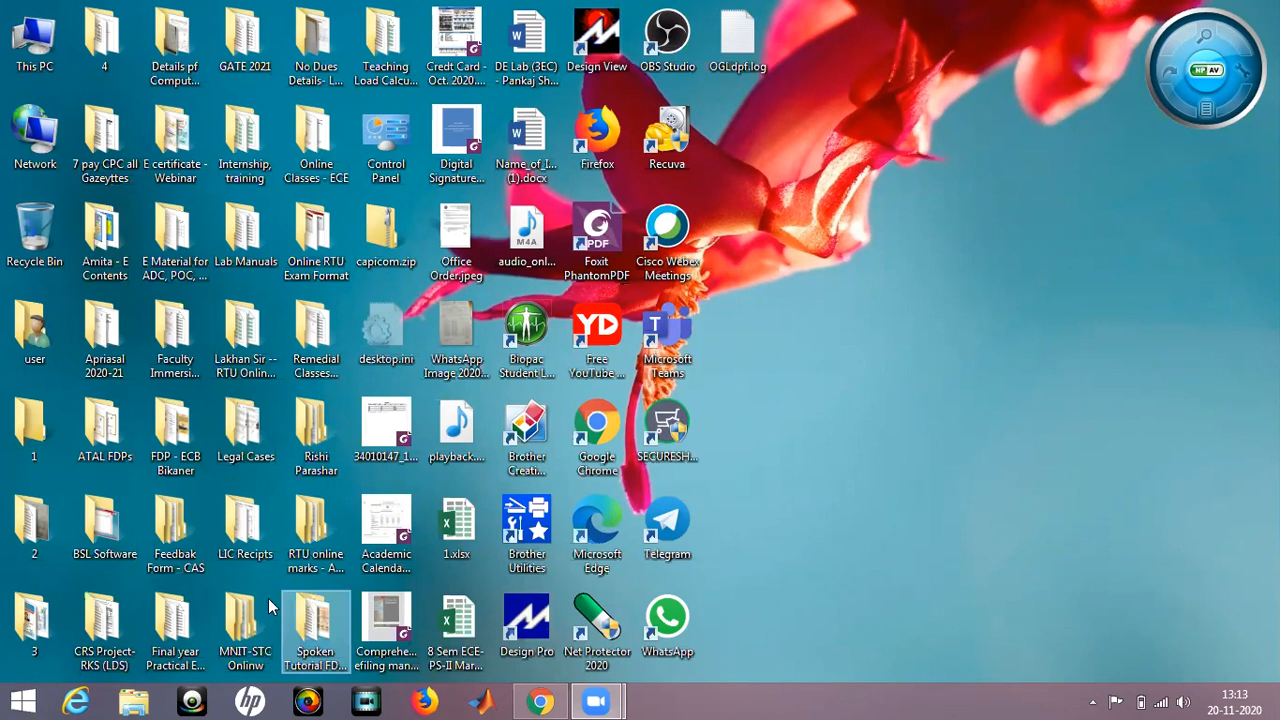 This PC
4
Details pf
Comput...
GATE 2021
No Dues
Details- L...
Teaching
Load Calcu...
Credt Card -
Oct. 2020....
DE Lab (3EC)
- Pankaj Sh...
Design View
OBS Studio
OGLdpf.log
HP AV
Network
7 pay CPC all
Gazeyttes
E certificate -
Webinar
Internship,
training
Online
Classes - ECE
Control
Panel
Digital
Signature...
Name_of_I...
(1).docx
Firefox
Recuva
Recycle Bin
Amita - E
Contents
E Material for
ADC, POC, ...
Lab Manuals
Online RTU
Exam Format
capicom.zip
Office
Order.jpeg
M4A
audio_onl...
PDF
Foxit
PhantomPDF
Cisco Webex
Meetings
user
Apriasal
2020-21
Faculty
Immersi...
Lakhan Sir --
RTU Onlin...
Remedial
Classes...
desktop.ini
WhatsApp
Image 2020...
Biopac
Student L...
YD
Free
YouTube ...
Microsoft
Teams
1
ATAL FDPs
FDP - ECB
Bikaner
Legal Cases
Rishi
Parashar
34010147_1...
playback....
Brother
Creati...
Google
Chrome
SECURESH...
2
BSL Software
Feedbak
Form - CAS
LIC Recipts
RTU online
marks - A...
Academic
Calenda...
1.xlsx
Brother
Utilities
Microsoft
Edge
Telegram
3
CRS Project-
RKS (LDS)
Final year
Practical E...
MNIT-STC
Onlinw
Spoken
Tutorial FD...
Comprehe...
efiling man...
8 Sem ECE-
PS-II Mar...
Design Pro
Net Protector
2020
WhatsApp
13:13
20-11-2020